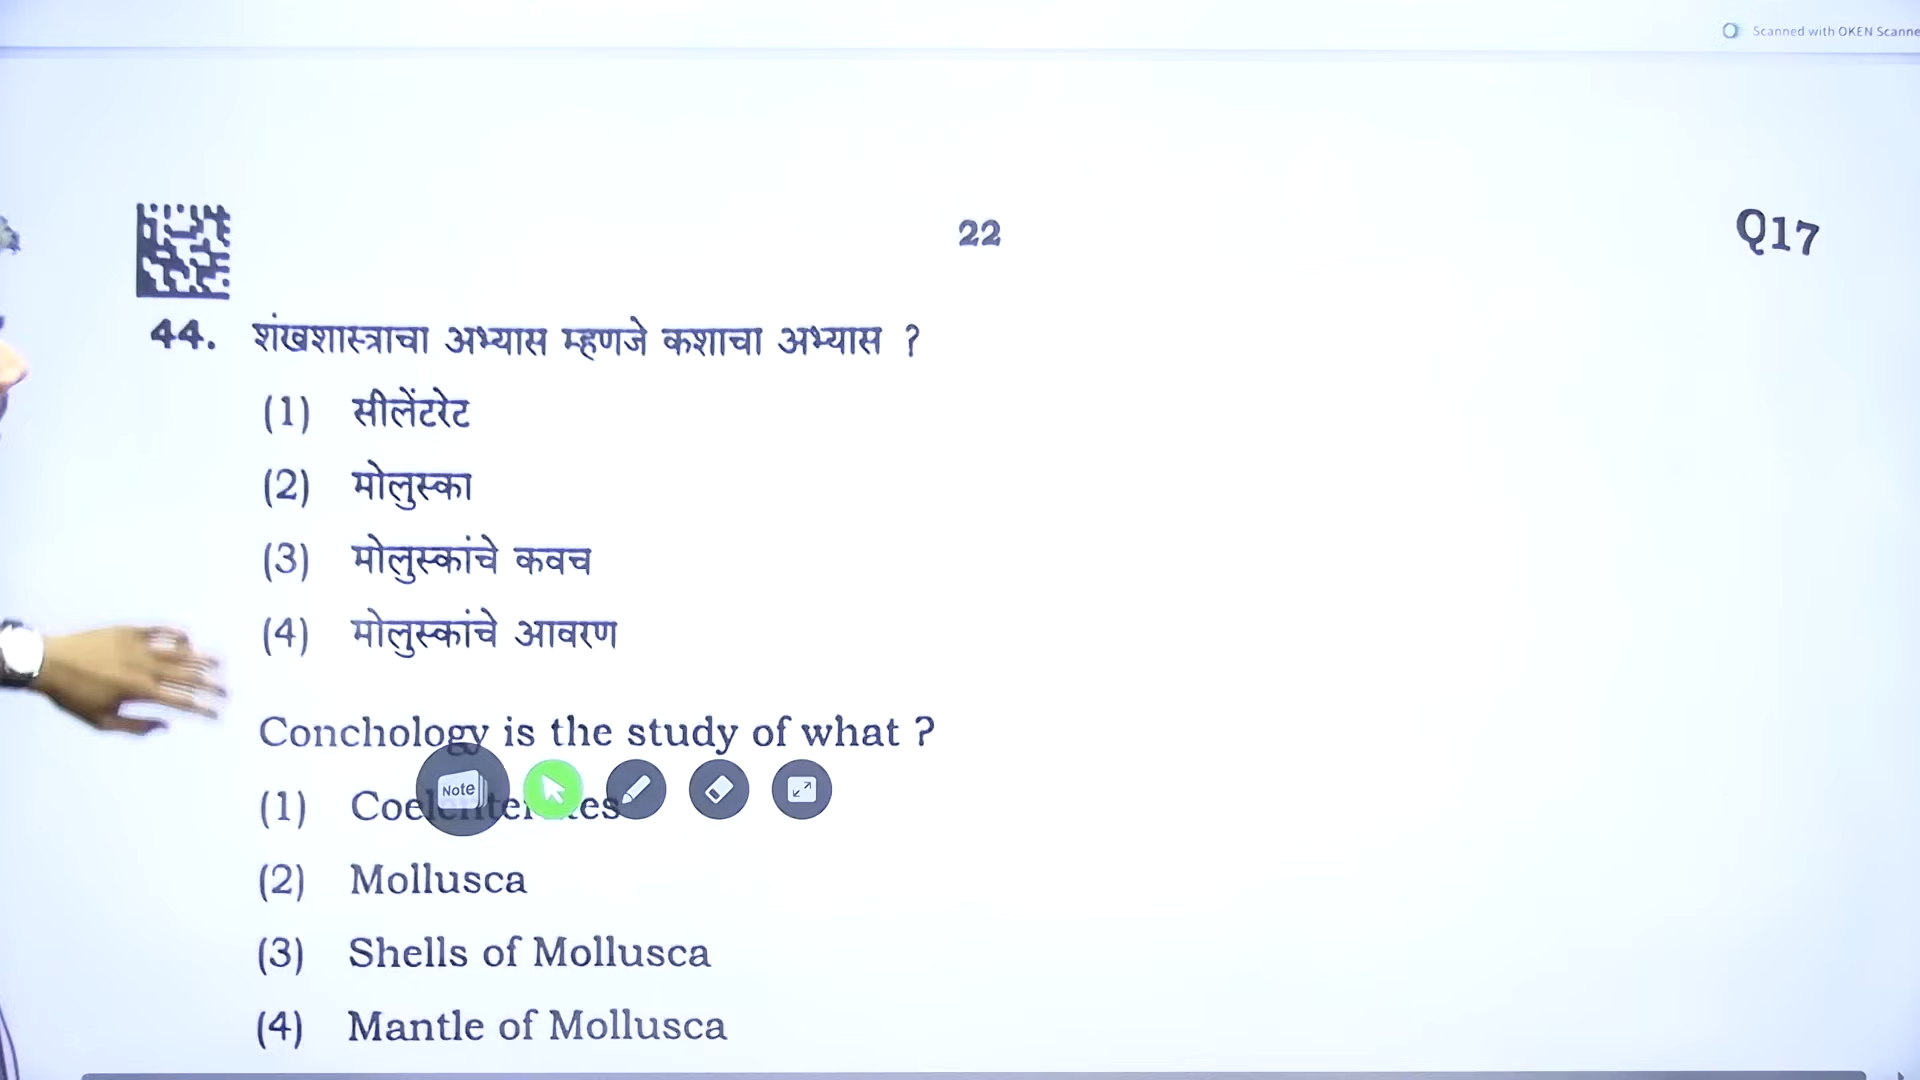 Scanned with OKEN Scanne
22
Q17
44. शंखशास्त्राचा अभ्यास म्हणजे कशाचा अभ्यास ?
(1) सीलेंटरेट
(2) मोलुस्का
(3) मोलुस्कांचे कवच
(4) मोलुस्कांचे आवरण
Conchology is the study of what ?
Note
(1)
(2) Mollusca
(3) Shells of Mollusca
(4) Mantle of Mollusca